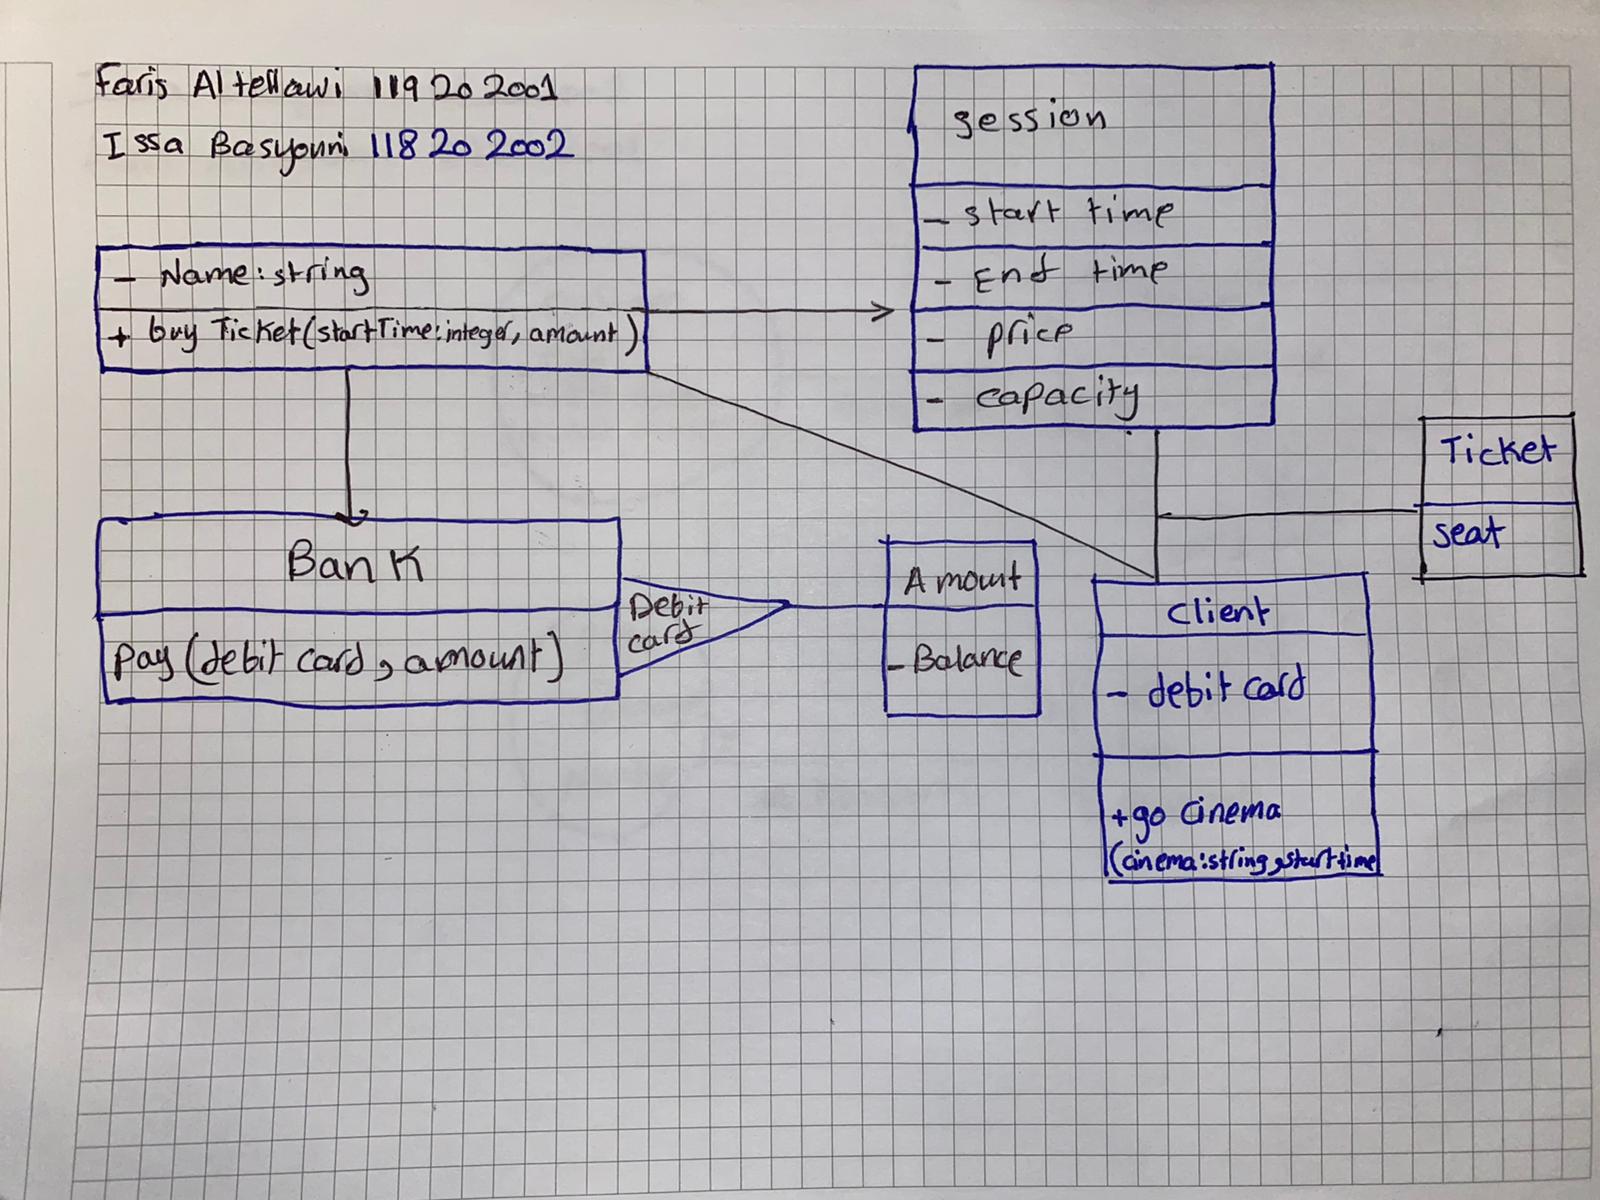 Faris Altellawi 119 20 2001
Issa Basyouni 118 20 2002
session
- start time
- End time
- price
- capacity
- Name: string
+ buy Ticket(startTime: integer, amount)
Ticket
seat
Bank
Pay (debit card, amount)
Debit
card
Amount
- Balance
Client
- debit card
+ go cinema
(cinema: string, start time